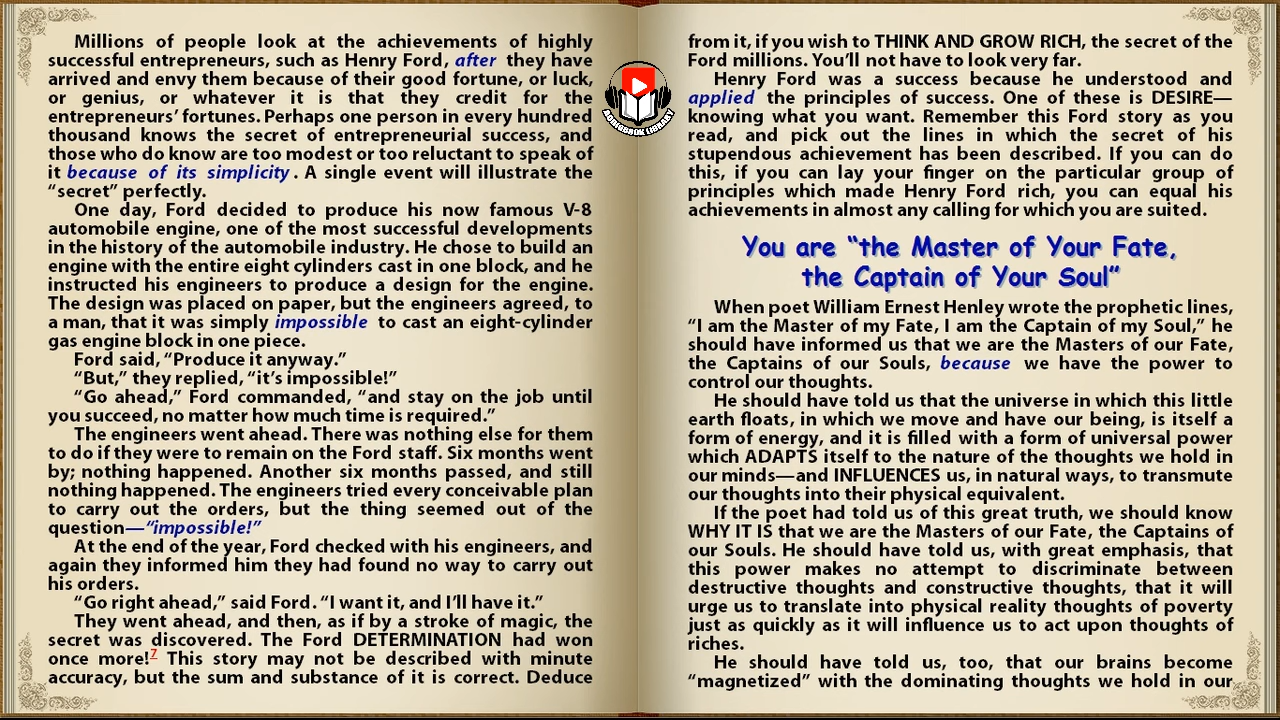 Millions of people look at the achievements of highly
successful entrepreneurs, such as Henry Ford, after they have
arrived and envy them because of their good fortune, or luck,
or genius, or whatever it is that they credit for the
entrepreneurs’ fortunes. Perhaps one person in every hundred
thousand knows the secret of entrepreneurial success, and
those who do know are too modest or too reluctant to speak of
it because of its simplicity. A single event will illustrate the
“secret” perfectly.
One day, Ford decided to produce his now famous V-8
automobile engine, one of the most successful developments
in the history of the automobile industry. He chose to build an
engine with the entire eight cylinders cast in one block, and he
instructed his engineers to produce a design for the engine.
The design was placed on paper, but the engineers agreed, to
a man, that it was simply impossible to cast an eight-cylinder
gas engine block in one piece.
Ford said, “Produce it anyway.”
“But,” they replied, “it’s impossible!”
“Go ahead,” Ford commanded, “and stay on the job until
you succeed, no matter how much time is required.”
The engineers went ahead. There was nothing else for them
to do if they were to remain on the Ford staff. Six months went
by; nothing happened. Another six months passed, and still
nothing happened. The engineers tried every conceivable plan
to carry out the orders, but the thing seemed out of the
question—“impossible!”
At the end of the year, Ford checked with his engineers, and
again they informed him they had found no way to carry out
his orders.
“Go right ahead,” said Ford. “I want it, and I’ll have it.”
They went ahead, and then, as if by a stroke of magic, the
secret was discovered. The Ford DETERMINATION had won
once more!7 This story may not be described with minute
accuracy, but the sum and substance of it is correct. Deduce
AUDIOBOOK LIBRARY
from it, if you wish to THINK AND GROW RICH, the secret of the
Ford millions. You’ll not have to look very far.
Henry Ford was a success because he understood and
applied the principles of success. One of these is DESIRE—
knowing what you want. Remember this Ford story as you
read, and pick out the lines in which the secret of his
stupendous achievement has been described. If you can do
this, if you can lay your finger on the particular group of
principles which made Henry Ford rich, you can equal his
achievements in almost any calling for which you are suited.
You are “the Master of Your Fate,
the Captain of Your Soul”
When poet William Ernest Henley wrote the prophetic lines,
“I am the Master of my Fate, I am the Captain of my Soul,” he
should have informed us that we are the Masters of our Fate,
the Captains of our Souls, because we have the power to
control our thoughts.
He should have told us that the universe in which this little
earth floats, in which we move and have our being, is itself a
form of energy, and it is filled with a form of universal power
which ADAPTS itself to the nature of the thoughts we hold in
our minds—and INFLUENCES us, in natural ways, to transmute
our thoughts into their physical equivalent.
If the poet had told us of this great truth, we should know
WHY IT IS that we are the Masters of our Fate, the Captains of
our Souls. He should have told us, with great emphasis, that
this power makes no attempt to discriminate between
destructive thoughts and constructive thoughts, that it will
urge us to translate into physical reality thoughts of poverty
just as quickly as it will influence us to act upon thoughts of
riches.
He should have told us, too, that our brains become
“magnetized” with the dominating thoughts we hold in our